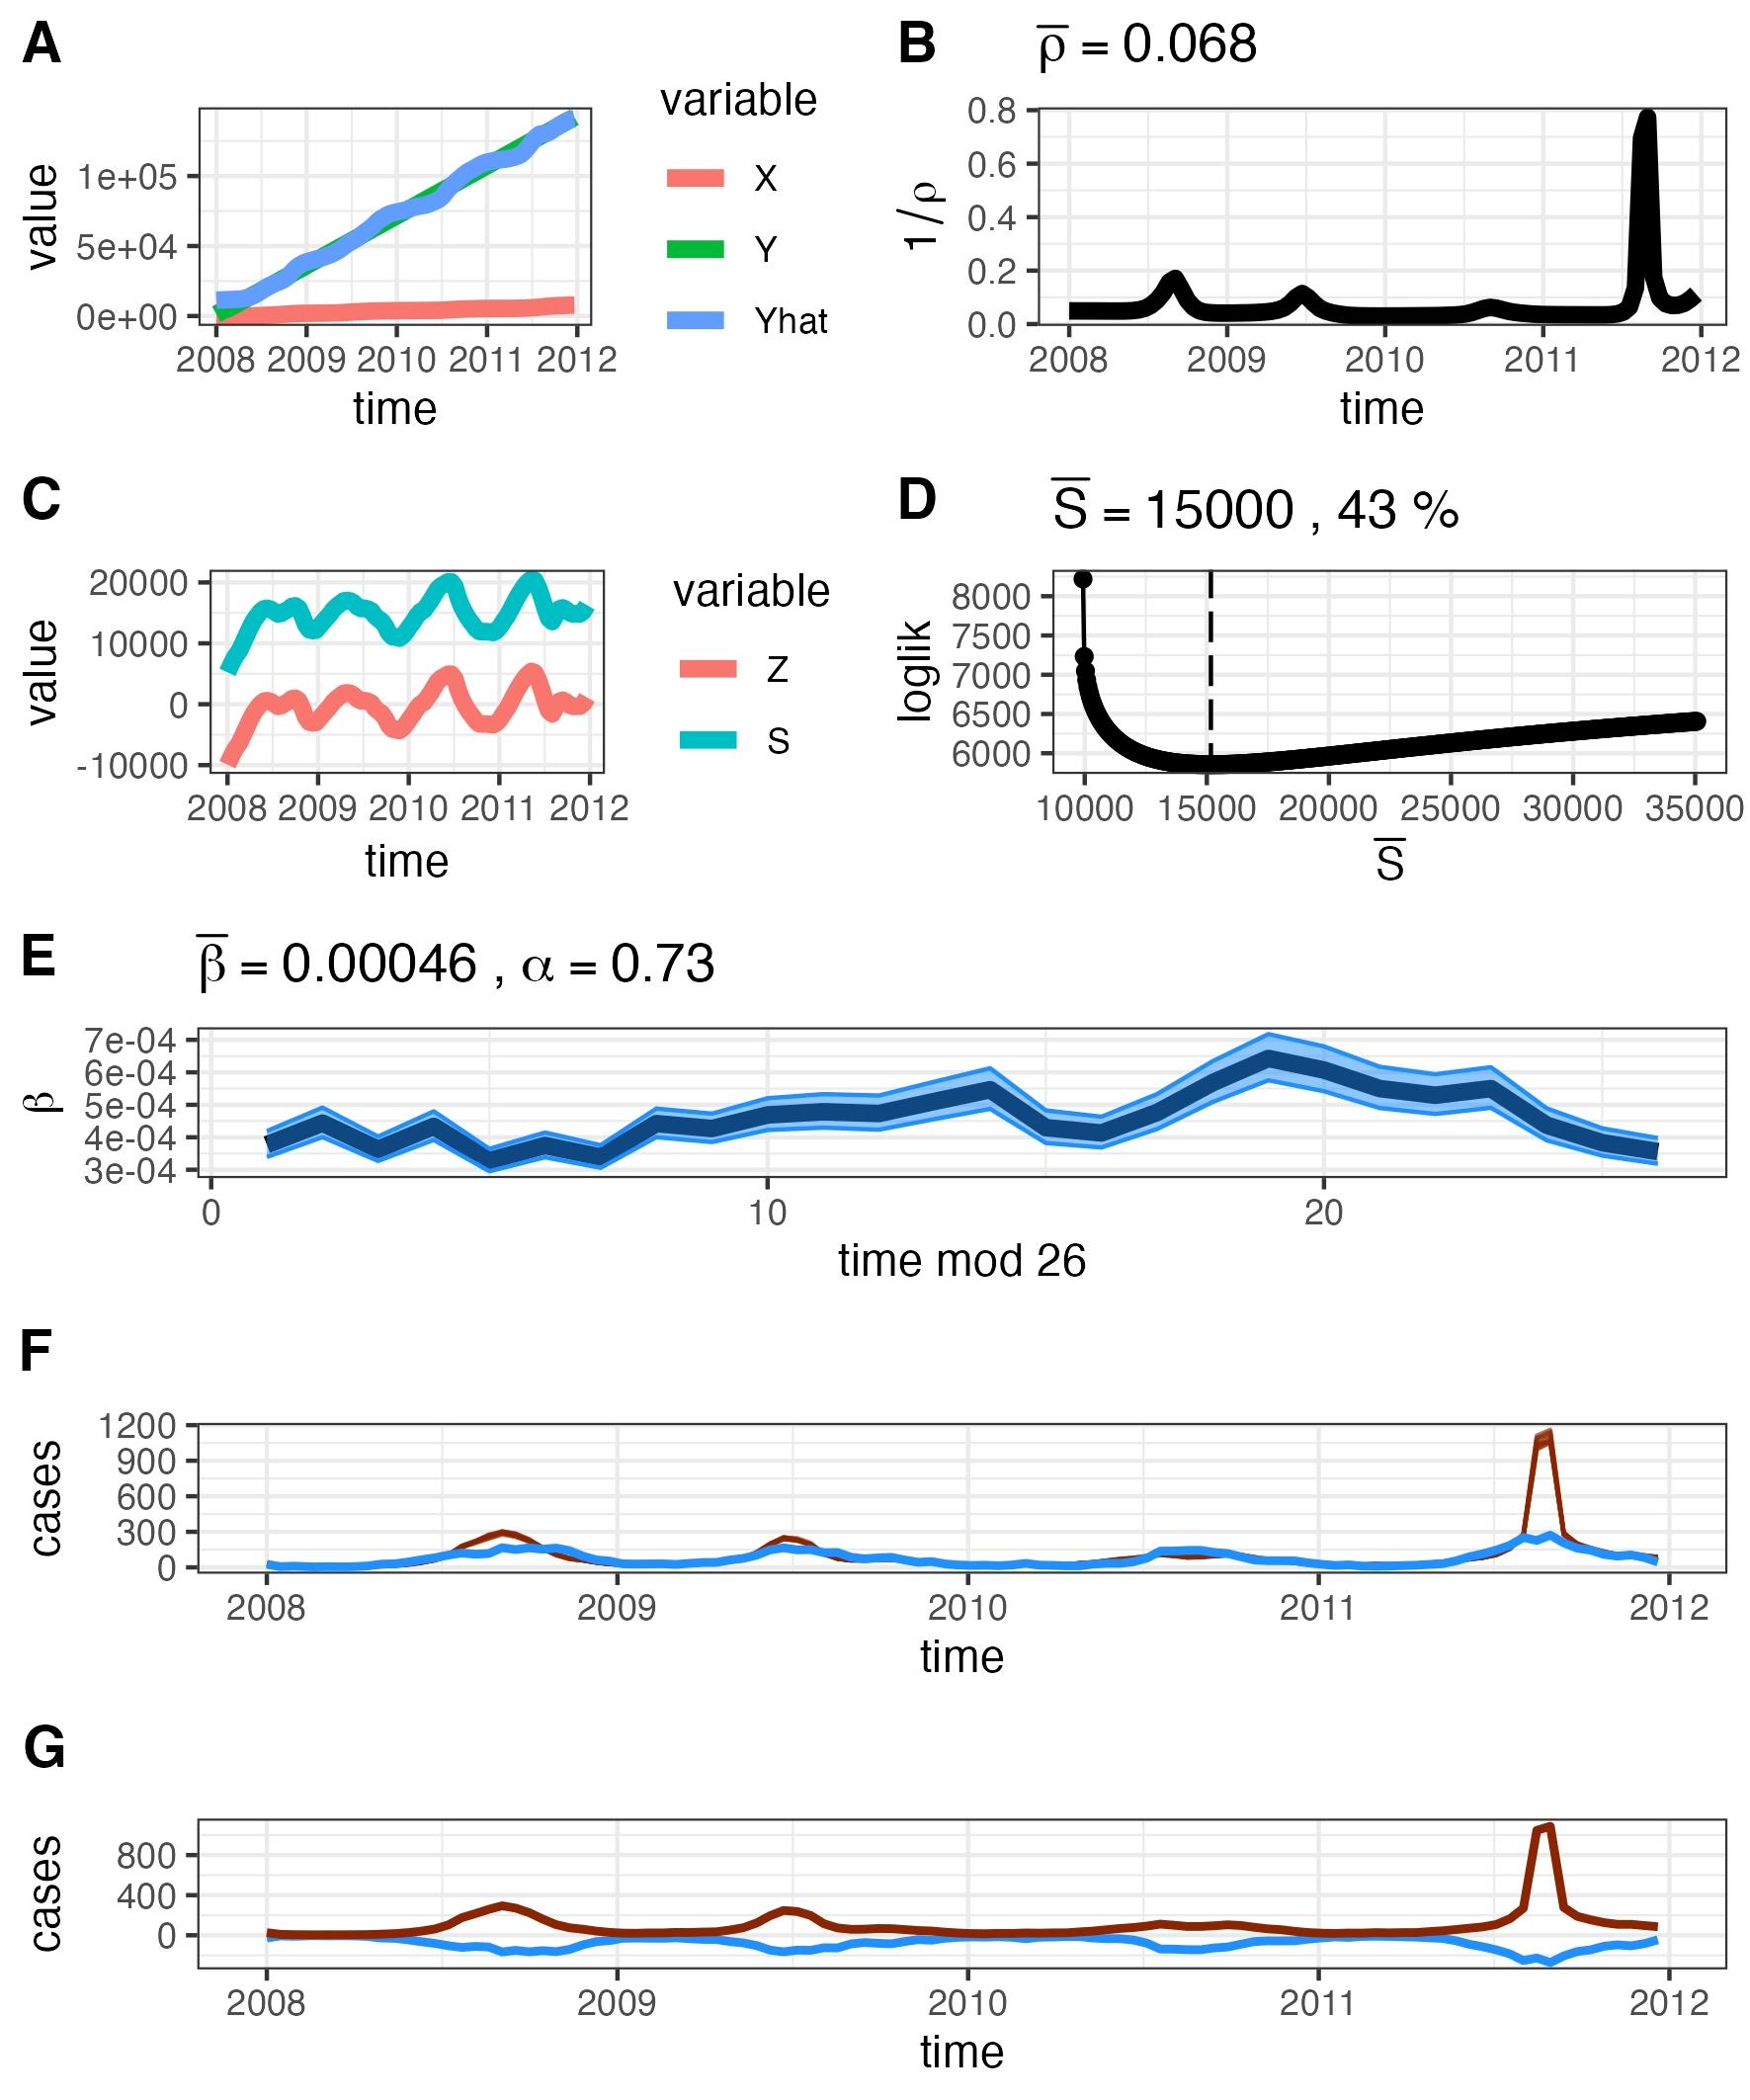 A
variable
value
1e+05
5e+04
0e+00
2008 2009 2010 2011 2012
time
X
Y
Yhat
B
ρ̅ = 0.068
1/ρ
0.8
0.6
0.4
0.2
0.0
2008 2009 2010 2011 2012
time
C
variable
value
20000
10000
0
-10000
2008 2009 2010 2011 2012
time
Z
S
D
S̅ = 15000 , 43 %
loglik
8000
7500
7000
6500
6000
10000 15000 20000 25000 30000 35000
S̅
E
β̅ = 0.00046 , α = 0.73
β
7e-04
6e-04
5e-04
4e-04
3e-04
0 10 20
time mod 26
F
cases
1200
900
600
300
0
2008 2009 2010 2011 2012
time
G
cases
800
400
0
2008 2009 2010 2011 2012
time